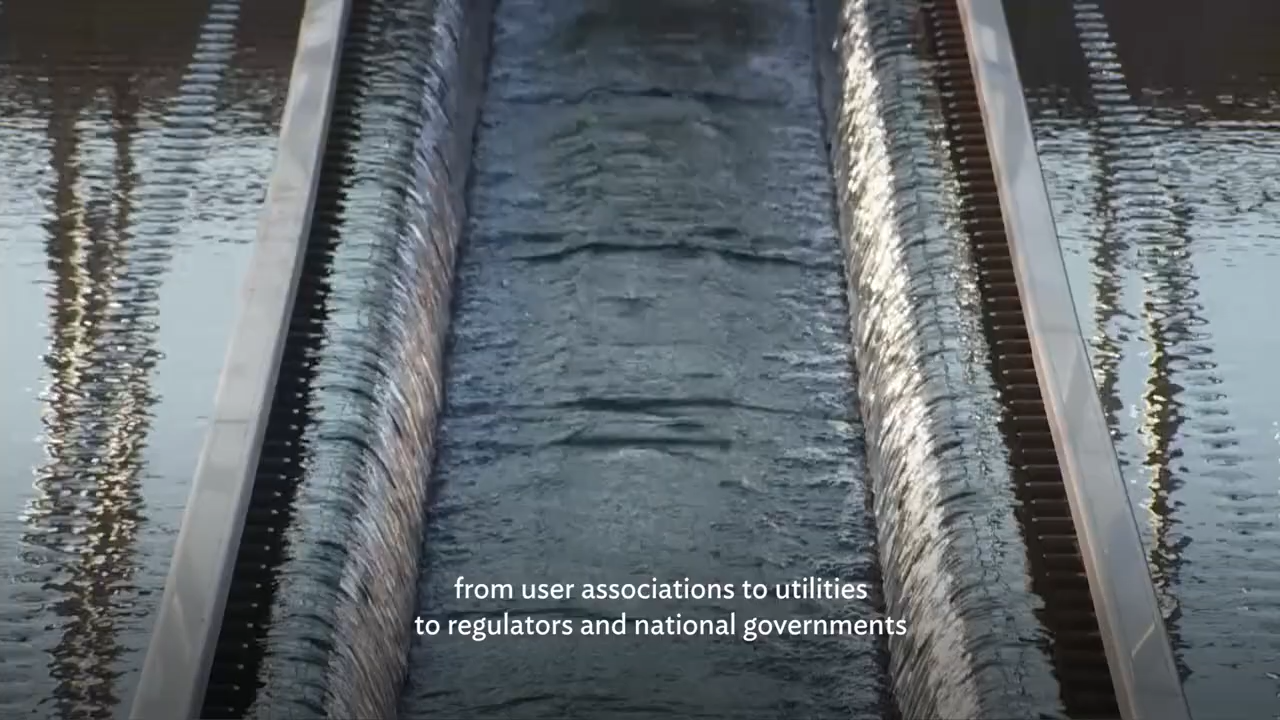 from user associations to utilities
to regulators and national governments